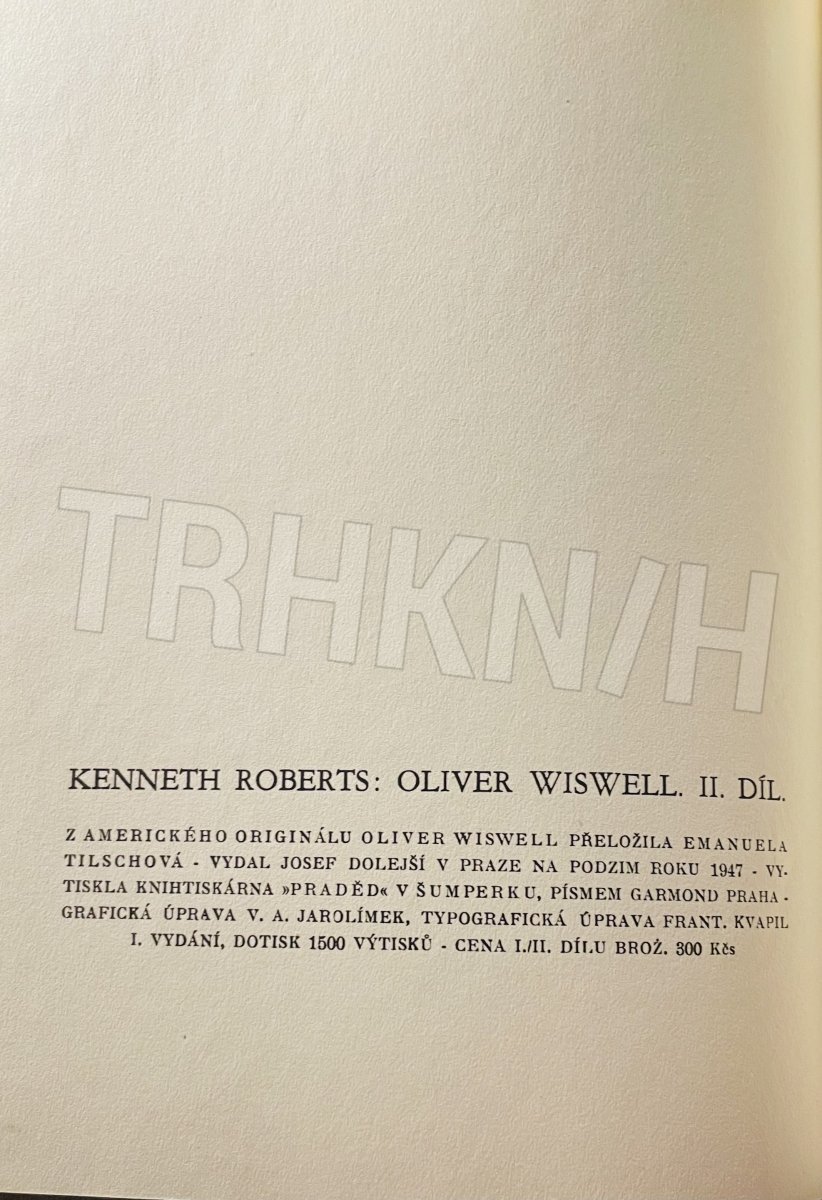 TRHKNIH
KENNETH ROBERTS: OLIVER WISWELL. II. DÍL.
Z AMERICKÉHO ORIGINÁLU OLIVER WISWELL PŘELOŽILA EMANUELA
TILSCHOVÁ - VYDAL JOSEF DOLEJŠÍ V PRAZE NA PODZIM ROKU 1947 - VY-
TISKLA KNIHTISKÁRNA »PRADĚD« V ŠUMPERKU, PÍSMEM GARMOND PRAHA -
GRAFICKÁ ÚPRAVA V. A. JAROLÍMEK, TYPOGRAFICKÁ ÚPRAVA FRANT. KVAPIL
I. VYDÁNÍ, DOTISK 1500 VÝTISKŮ - CENA I./II. DÍLU BROŽ. 300 Kčs